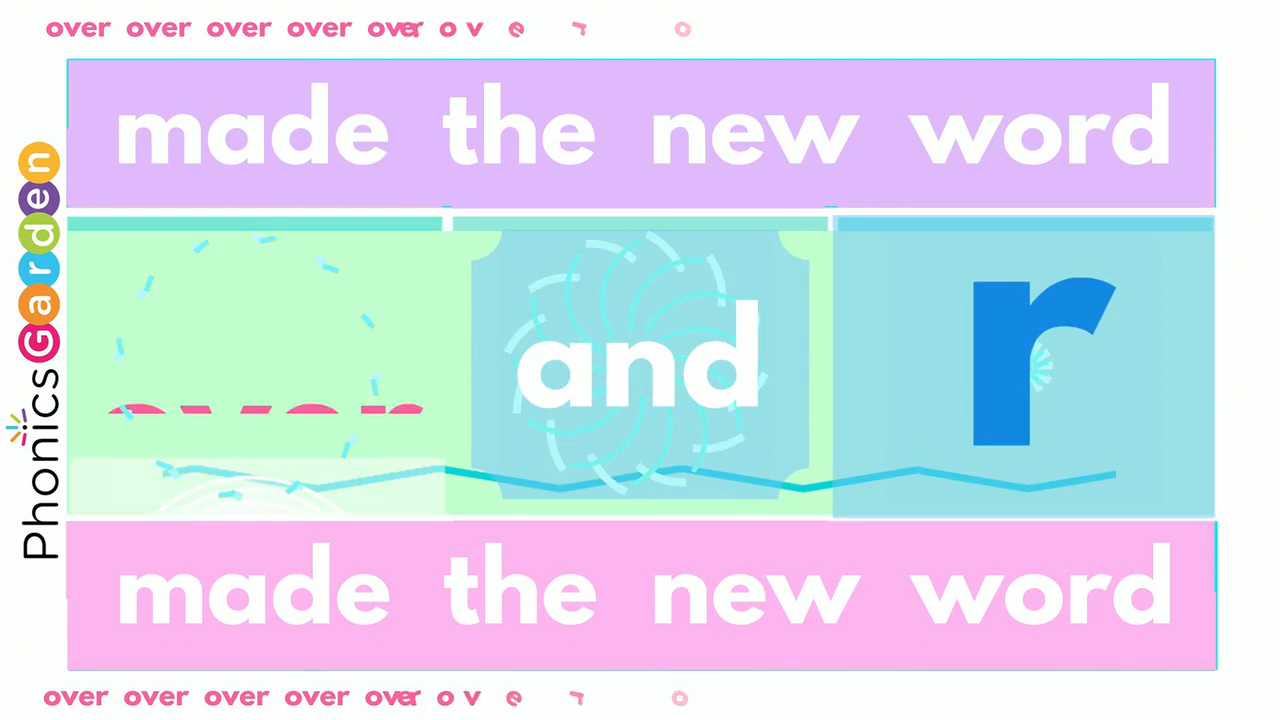 over over over over over o v e r o
made the new word
and r
made the new word
over over over over over o v e r o
PhonicsGarden